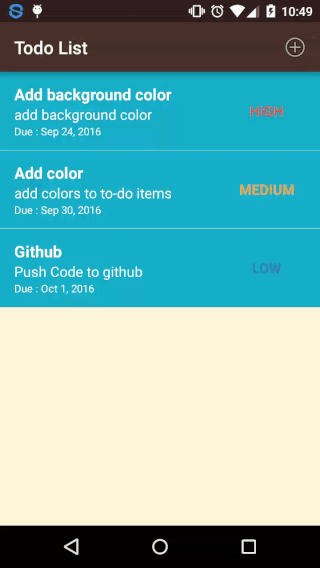 10:49
Todo List
Add background color
add background color
Due : Sep 24, 2016
HIGH
Add color
add colors to to-do items
Due : Sep 30, 2016
MEDIUM
Github
Push Code to github
Due : Oct 1, 2016
LOW